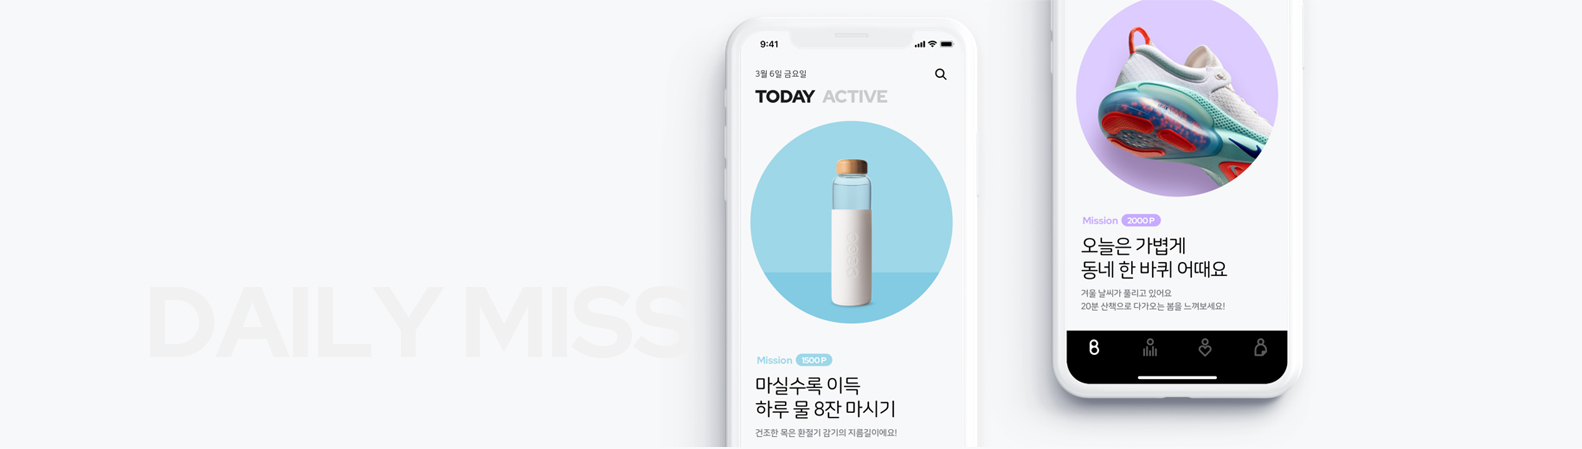 DAILY MISS
9:41
3월 6일 금요일
TODAY ACTIVE
Mission 1500 P
마실수록 이득
하루 물 8잔 마시기
건조한 목은 환절기 감기의 지름길이에요!
Mission 2000 P
오늘은 가볍게
동네 한 바퀴 어때요
겨울 날씨가 풀리고 있어요
20분 산책으로 다가오는 봄을 느껴보세요!